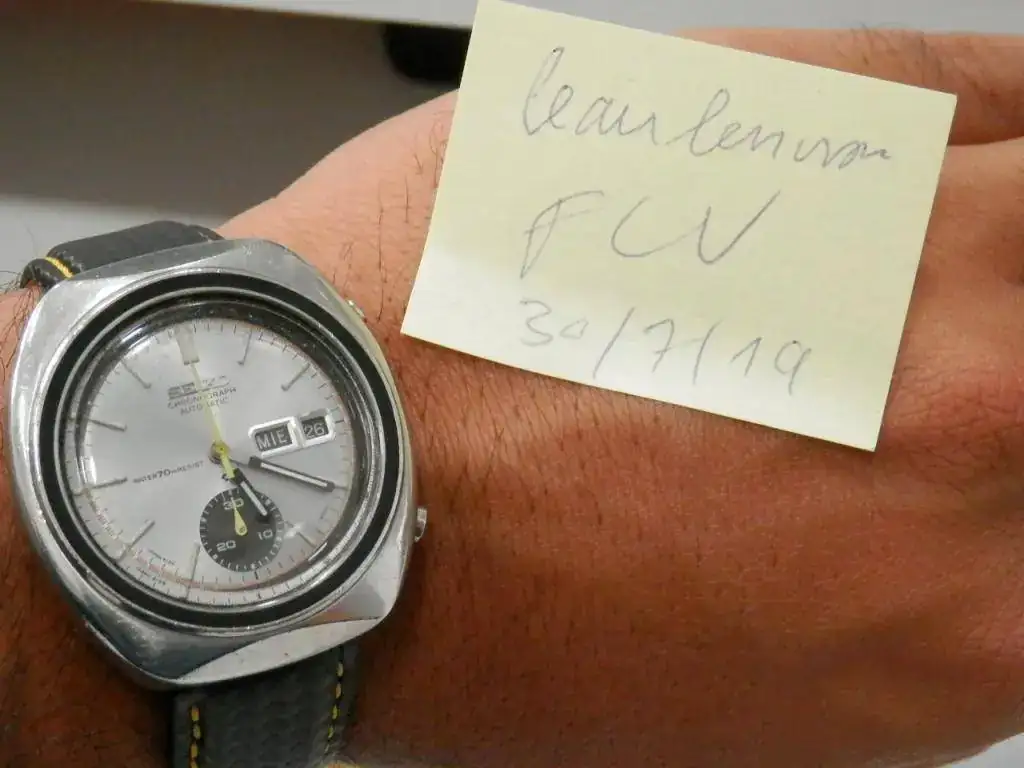 FCV
30/7/19
SEIKO
CHRONOGRAPH
AUTOMATIC
MIE 26
WATER 70m RESIST
30
20 10